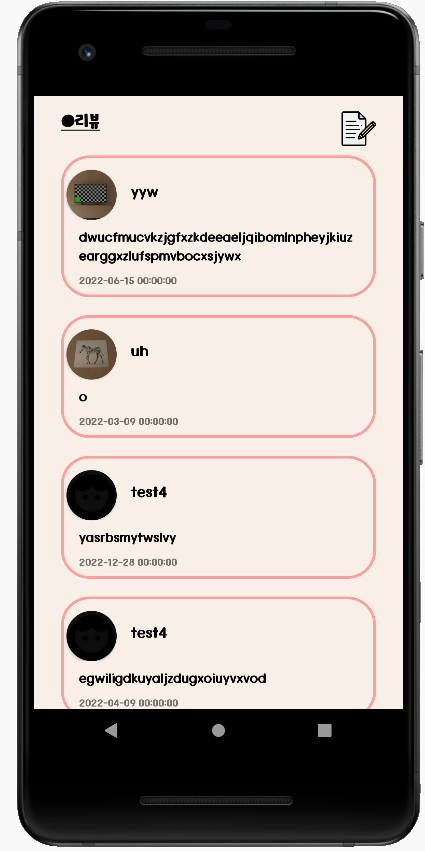 ●리뷰
yyw
dwucfmucvkzjgfxzkdeeaeljqibomlnpheyjkiuz
earggxzlufspmvbocxsjywx
2022-06-15 00:00:00
uh
o
2022-03-09 00:00:00
test4
yasrbsmytwslvy
2022-12-28 00:00:00
test4
egwiligdkuyaljzdugxoiuyvxvod
2022-04-09 00:00:00